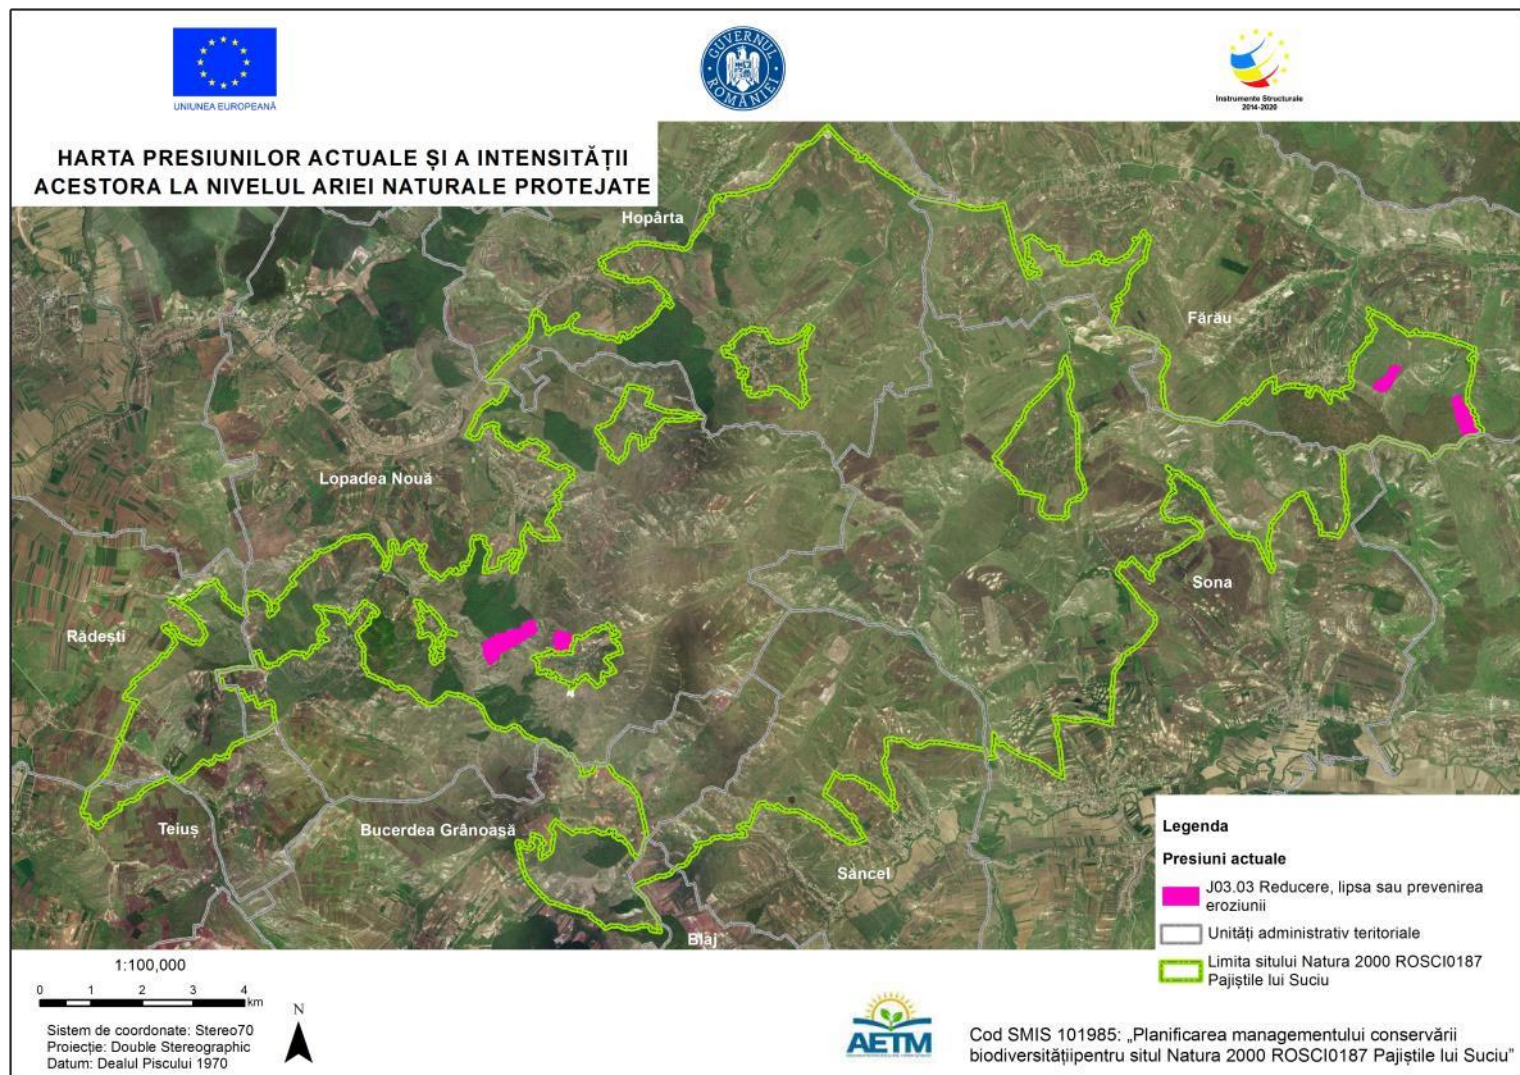 UNIUNEA EUROPEANĂ
GUVERNUL ROMÂNIEI
Instrumente Structurale
2014-2020
HARTA PRESIUNILOR ACTUALE ȘI A INTENSITĂȚII
ACESTORA LA NIVELUL ARIEI NATURALE PROTEJATE
Hopârta
Fărău
Lopadea Nouă
Sona
Rădești
Teiuș
Bucerdea Grânoașă
Sâncel
Blaj
Legenda
Presiuni actuale
J03.03 Reducere, lipsa sau prevenirea
eroziunii
Unități administrativ teritoriale
Limita sitului Natura 2000 ROSCI0187
Pajiștile lui Suciu
1:100,000
0 1 2 3 4
km
N
Sistem de coordonate: Stereo70
Proiecție: Double Stereographic
Datum: Dealul Piscului 1970
AETM
Cod SMIS 101985: „Planificarea managementului conservării
biodiversitățiipentru situl Natura 2000 ROSCI0187 Pajiștile lui Suciu”